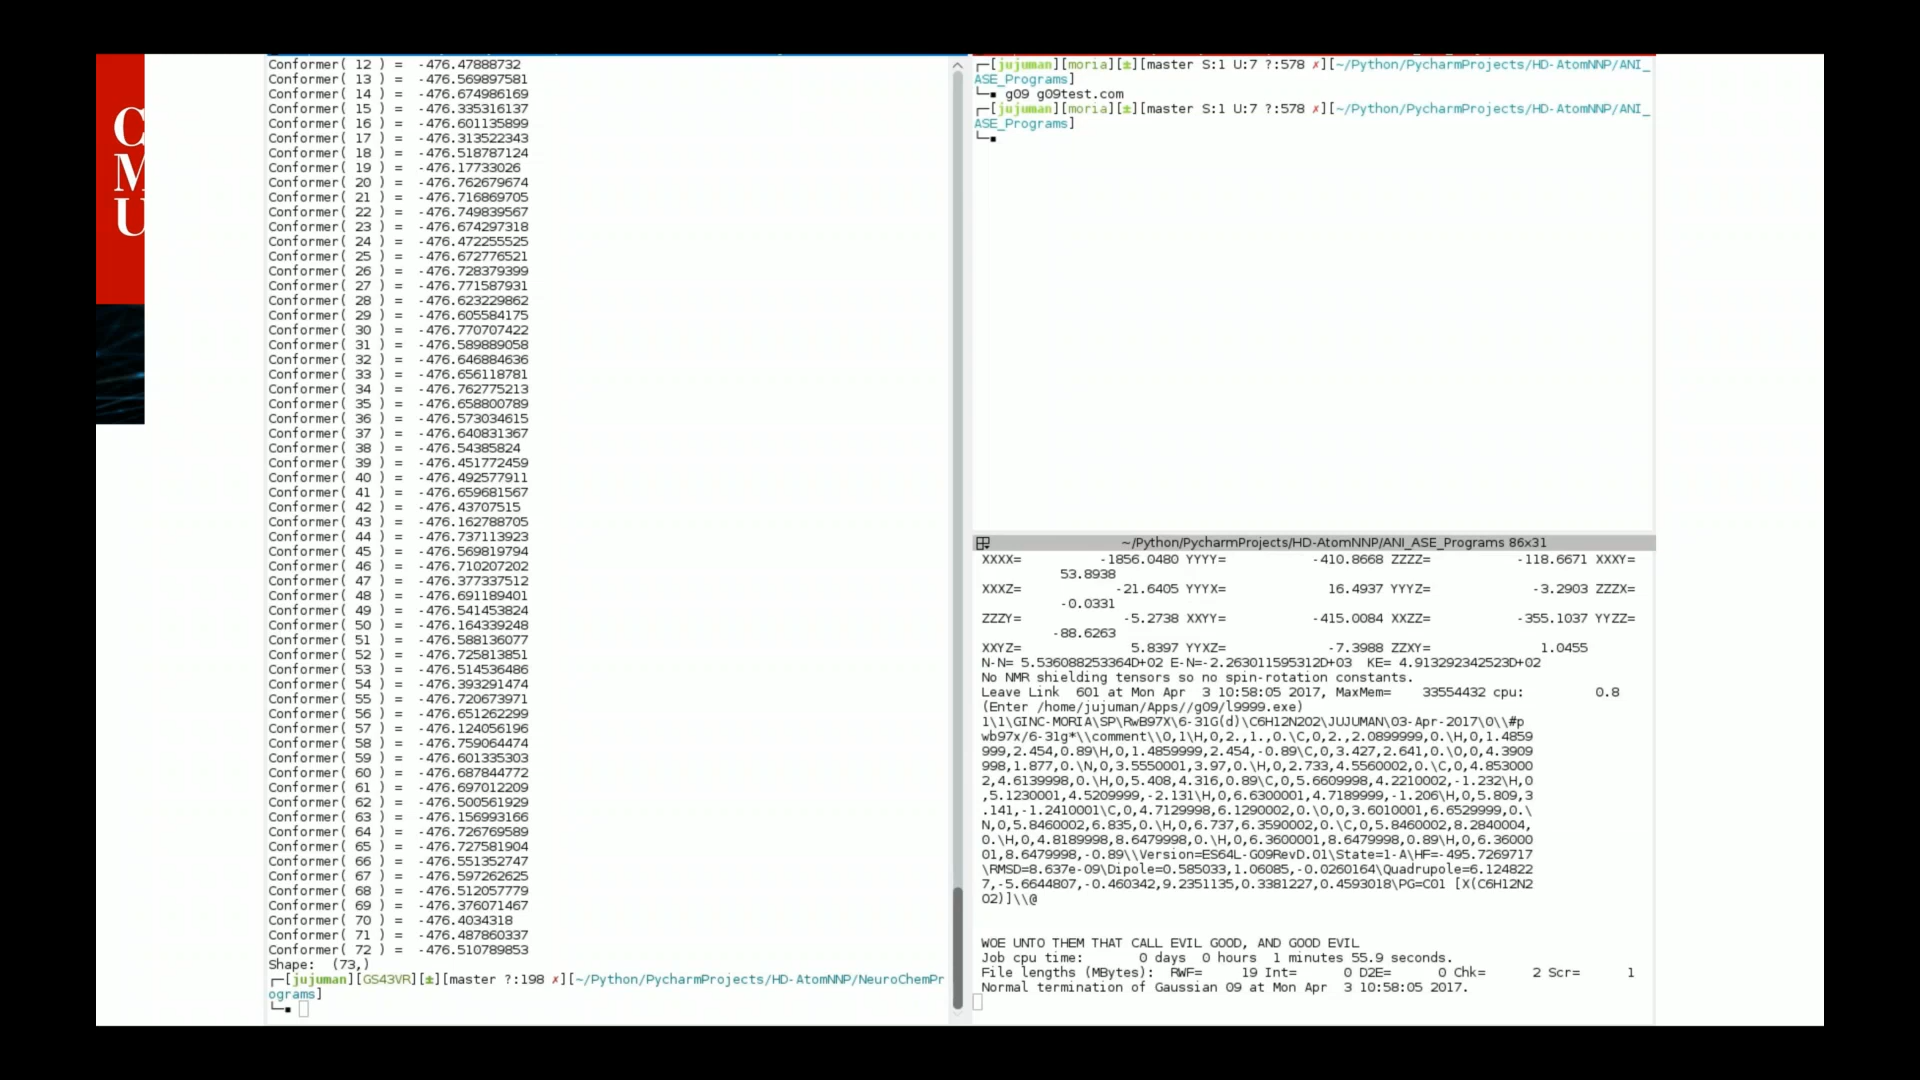 C
M
U
Conformer( 12 ) =  -476.47888732
Conformer( 13 ) =  -476.569897581
Conformer( 14 ) =  -476.674986169
Conformer( 15 ) =  -476.335316137
Conformer( 16 ) =  -476.601135899
Conformer( 17 ) =  -476.313522343
Conformer( 18 ) =  -476.518787124
Conformer( 19 ) =  -476.17733026
Conformer( 20 ) =  -476.762679674
Conformer( 21 ) =  -476.716869705
Conformer( 22 ) =  -476.749839567
Conformer( 23 ) =  -476.674297318
Conformer( 24 ) =  -476.472255525
Conformer( 25 ) =  -476.672776521
Conformer( 26 ) =  -476.728379399
Conformer( 27 ) =  -476.771587931
Conformer( 28 ) =  -476.623229862
Conformer( 29 ) =  -476.605584175
Conformer( 30 ) =  -476.770707422
Conformer( 31 ) =  -476.589889058
Conformer( 32 ) =  -476.646884636
Conformer( 33 ) =  -476.656118781
Conformer( 34 ) =  -476.762775213
Conformer( 35 ) =  -476.658800789
Conformer( 36 ) =  -476.573034615
Conformer( 37 ) =  -476.640831367
Conformer( 38 ) =  -476.54385824
Conformer( 39 ) =  -476.451772459
Conformer( 40 ) =  -476.492577911
Conformer( 41 ) =  -476.659681567
Conformer( 42 ) =  -476.43707515
Conformer( 43 ) =  -476.162788705
Conformer( 44 ) =  -476.737113923
Conformer( 45 ) =  -476.569819794
Conformer( 46 ) =  -476.710207202
Conformer( 47 ) =  -476.377337512
Conformer( 48 ) =  -476.691189401
Conformer( 49 ) =  -476.541453824
Conformer( 50 ) =  -476.164339248
Conformer( 51 ) =  -476.588136077
Conformer( 52 ) =  -476.725813851
Conformer( 53 ) =  -476.514536486
Conformer( 54 ) =  -476.393291474
Conformer( 55 ) =  -476.720673971
Conformer( 56 ) =  -476.651262299
Conformer( 57 ) =  -476.124056196
Conformer( 58 ) =  -476.759064474
Conformer( 59 ) =  -476.601335303
Conformer( 60 ) =  -476.687844772
Conformer( 61 ) =  -476.697012209
Conformer( 62 ) =  -476.500561929
Conformer( 63 ) =  -476.156993166
Conformer( 64 ) =  -476.726769589
Conformer( 65 ) =  -476.727581904
Conformer( 66 ) =  -476.551352747
Conformer( 67 ) =  -476.597262625
Conformer( 68 ) =  -476.512057779
Conformer( 69 ) =  -476.376071467
Conformer( 70 ) =  -476.4034318
Conformer( 71 ) =  -476.487860337
Conformer( 72 ) =  -476.510789853
Shape:  (73,)
┌─[jujuman][GS43VR][±][master ?:198 ✗][~/Python/PycharmProjects/HD-AtomNNP/NeuroChemPr
ograms]
└─▪
┌─[jujuman][moria][±][master S:1 U:7 ?:578 ✗][~/Python/PycharmProjects/HD-AtomNNP/ANI_
ASE_Programs]
└─▪ g09 g09test.com
┌─[jujuman][moria][±][master S:1 U:7 ?:578 ✗][~/Python/PycharmProjects/HD-AtomNNP/ANI_
ASE_Programs]
└─▪
~/Python/PycharmProjects/HD-AtomNNP/ANI_ASE_Programs 86x31
XXXX= -1856.0480 YYYY= -410.8668 ZZZZ= -118.6671 XXXY=
53.8938
XXXZ= -21.6405 YYYX= 16.4937 YYYZ= -3.2903 ZZZX=
-0.0331
ZZZY= -5.2738 XXYY= -415.0084 XXZZ= -355.1037 YYZZ=
-88.6263
XXYZ= 5.8397 YYXZ= -7.3988 ZZXY= 1.0455
N-N= 5.536088253364D+02 E-N=-2.263011595312D+03  KE= 4.913292342523D+02
No NMR shielding tensors so no spin-rotation constants.
Leave Link  601 at Mon Apr  3 10:58:05 2017, MaxMem=    33554432 cpu:         0.8
(Enter /home/jujuman/Apps//g09/l9999.exe)
1\1\GINC-MORIA\SP\RwB97X\6-31G(d)\C6H12N2O2\JUJUMAN\03-Apr-2017\0\\#p
wb97x/6-31g*\\comment\\0,1\H,0,2.,1.,0.\C,0,2.,2.0899999,0.\H,0,1.4859
999,2.454,0.89\H,0,1.4859999,2.454,-0.89\C,0,3.427,2.641,0.\O,0,4.3909
998,1.877,0.\N,0,3.5550001,3.97,0.\H,0,2.733,4.5560002,0.\C,0,4.853000
2,4.6139998,0.\H,0,5.408,4.316,0.89\C,0,5.6609998,4.2210002,-1.232\H,0
,5.1230001,4.5209999,-2.131\H,0,6.6300001,4.7189999,-1.206\H,0,5.809,3
.141,-1.2410001\C,0,4.7129998,6.1290002,0.\O,0,3.6010001,6.6529999,0.\
N,0,5.8460002,6.835,0.\H,0,6.737,6.3590002,0.\C,0,5.8460002,8.2840004,
0.\H,0,4.8189998,8.6479998,0.\H,0,6.3600001,8.6479998,0.89\H,0,6.36000
01,8.6479998,-0.89\\Version=ES64L-G09RevD.01\State=1-A\HF=-495.7269717
\RMSD=8.637e-09\Dipole=0.585033,1.06085,-0.0260164\Quadrupole=6.124822
7,-5.6644807,-0.460342,9.2351135,0.3381227,0.4593018\PG=C01 [X(C6H12N2
O2)]\\@
WOE UNTO THEM THAT CALL EVIL GOOD, AND GOOD EVIL
Job cpu time:       0 days  0 hours  1 minutes 55.9 seconds.
File lengths (MBytes):  RWF=     19 Int=      0 D2E=      0 Chk=      2 Scr=      1
Normal termination of Gaussian 09 at Mon Apr  3 10:58:05 2017.